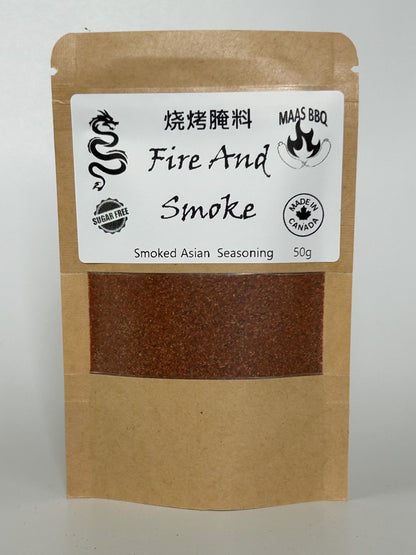 烧烤腌料
MAAS BBQ
Fire And
Smoke
SUGAR FREE
MADE IN
CANADA
Smoked Asian Seasoning 50g